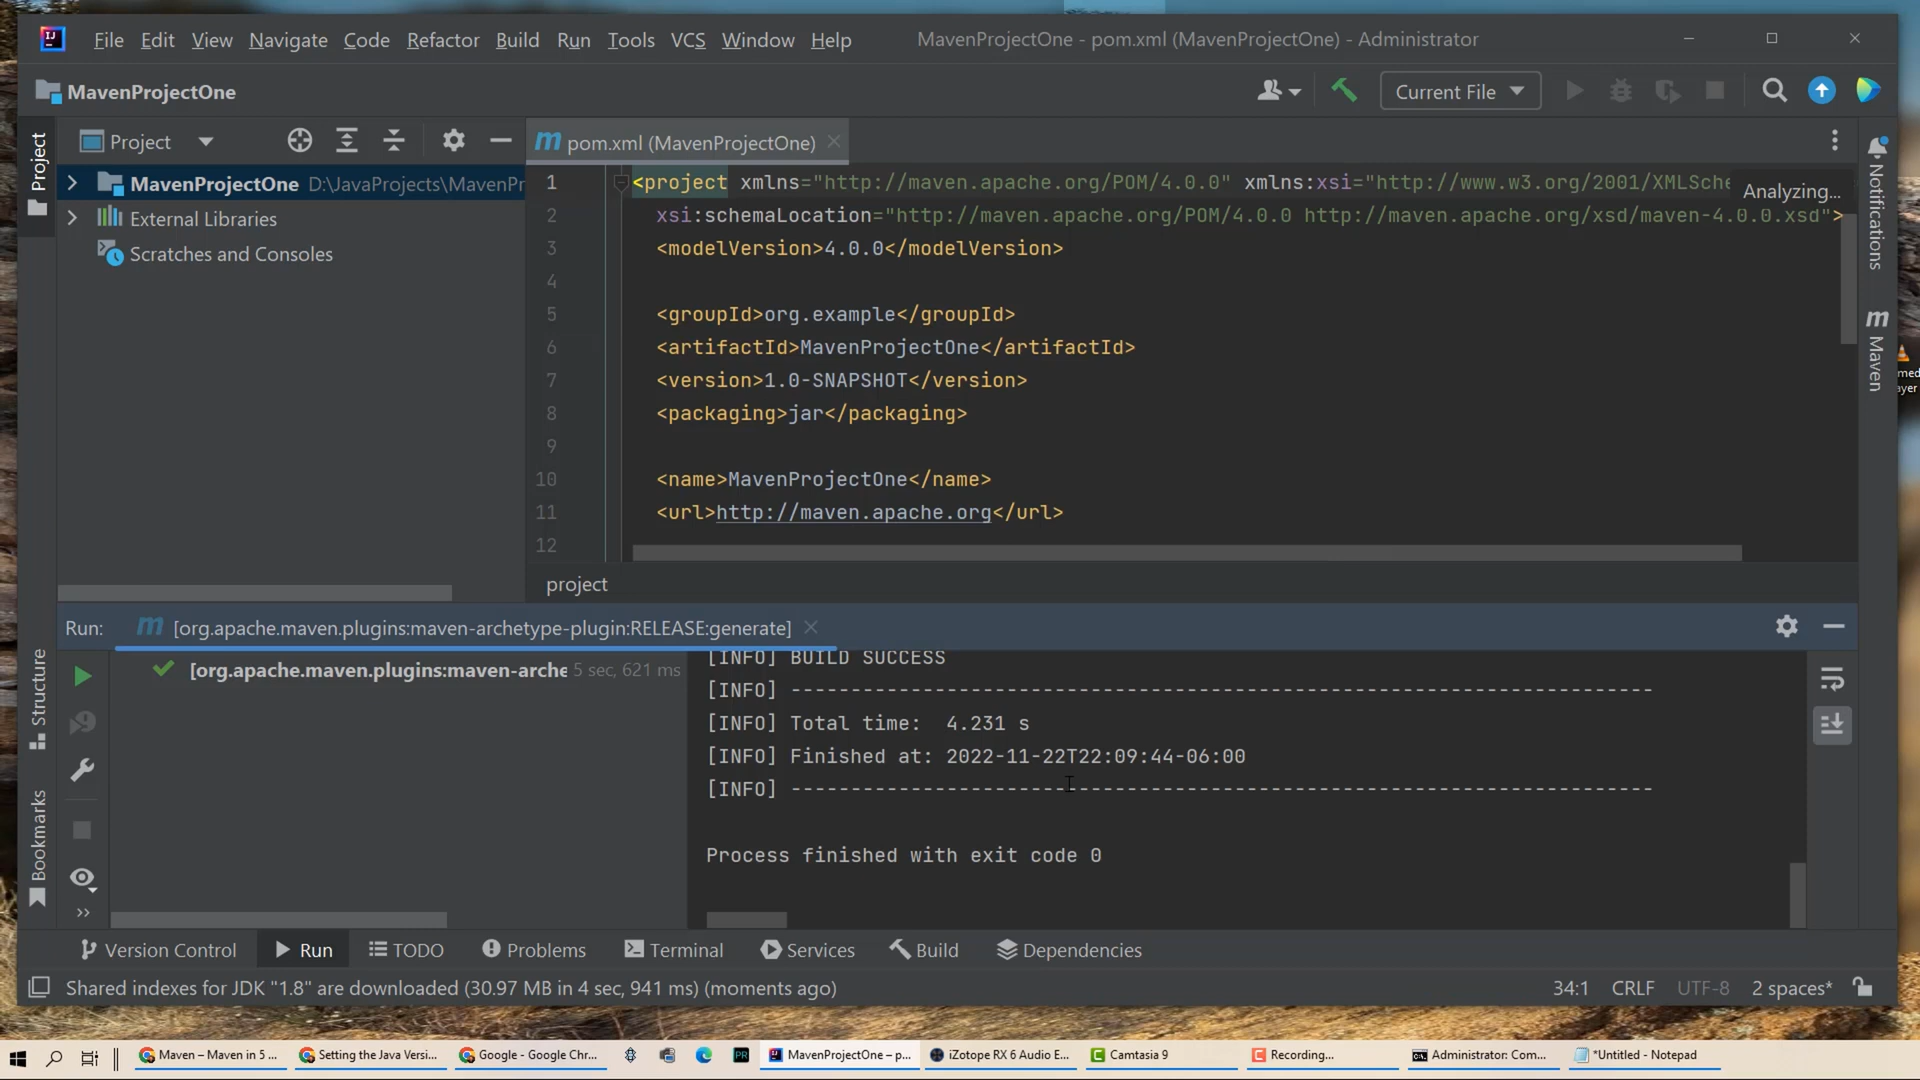 File Edit View Navigate Code Refactor Build Run Tools VCS Window Help MavenProjectOne - pom.xml (MavenProjectOne) - Administrator
MavenProjectOne Current File
Project pom.xml (MavenProjectOne)
MavenProjectOne D:\JavaProjects\MavenPr
External Libraries
Scratches and Consoles
1 <project xmlns="http://maven.apache.org/POM/4.0.0" xmlns:xsi="http://www.w3.org/2001/XMLSche
Analyzing...
2 xsi:schemaLocation="http://maven.apache.org/POM/4.0.0 http://maven.apache.org/xsd/maven-4.0.0.xsd">
3 <modelVersion>4.0.0</modelVersion>
4
5 <groupId>org.example</groupId>
6 <artifactId>MavenProjectOne</artifactId>
7 <version>1.0-SNAPSHOT</version>
8 <packaging>jar</packaging>
9
10 <name>MavenProjectOne</name>
11 <url>http://maven.apache.org</url>
12
project
Project
Structure
Bookmarks
Notifications
m Maven
med
ayer
Run: [org.apache.maven.plugins:maven-archetype-plugin:RELEASE:generate]
[org.apache.maven.plugins:maven-arche 5 sec, 621 ms
[INFO] BUILD SUCCESS
[INFO] ------------------------------------------------------------------------
[INFO] Total time:  4.231 s
[INFO] Finished at: 2022-11-22T22:09:44-06:00
[INFO] ------------------------------------------------------------------------
Process finished with exit code 0
Version Control Run TODO Problems Terminal Services Build Dependencies
Shared indexes for JDK "1.8" are downloaded (30.97 MB in 4 sec, 941 ms) (moments ago) 34:1 CRLF UTF-8 2 spaces*
Maven – Maven in 5 ... Setting the Java Versi... Google - Google Chr... PR MavenProjectOne – p... iZotope RX 6 Audio E... Camtasia 9 Recording... Administrator: Com... *Untitled - Notepad